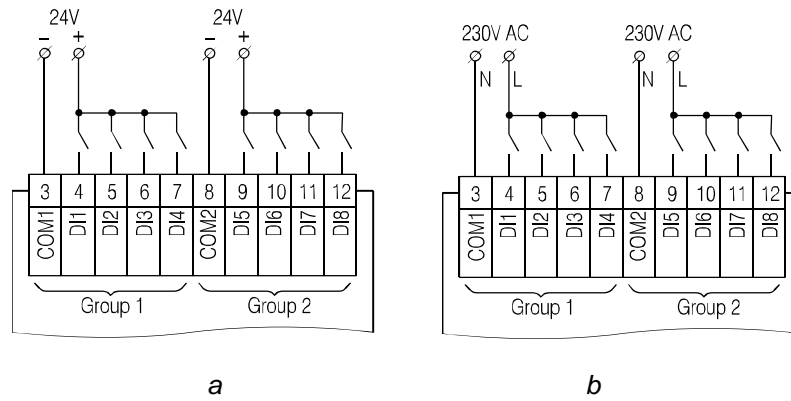 24V 24V
– + – +
3 4 5 6 7 8 9 10 11 12
COM1 DI1 DI2 DI3 DI4 COM2 DI5 DI6 DI7 DI8
Group 1 Group 2
a
230V AC 230V AC
N L N L
3 4 5 6 7 8 9 10 11 12
COM1 DI1 DI2 DI3 DI4 COM2 DI5 DI6 DI7 DI8
Group 1 Group 2
b